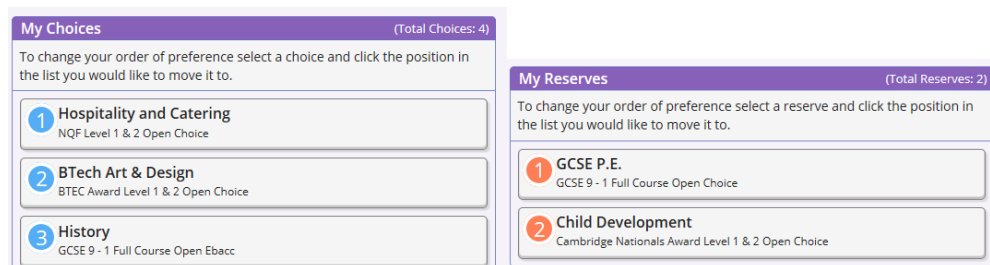 My Choices (Total Choices: 4)
To change your order of preference select a choice and click the position in
the list you would like to move it to.
1 Hospitality and Catering
NQF Level 1 & 2 Open Choice
2 BTech Art & Design
BTEC Award Level 1 & 2 Open Choice
3 History
GCSE 9 - 1 Full Course Open Ebacc
My Reserves (Total Reserves: 2)
To change your order of preference select a reserve and click the position in
the list you would like to move it to.
1 GCSE P.E.
GCSE 9 - 1 Full Course Open Choice
2 Child Development
Cambridge Nationals Award Level 1 & 2 Open Choice